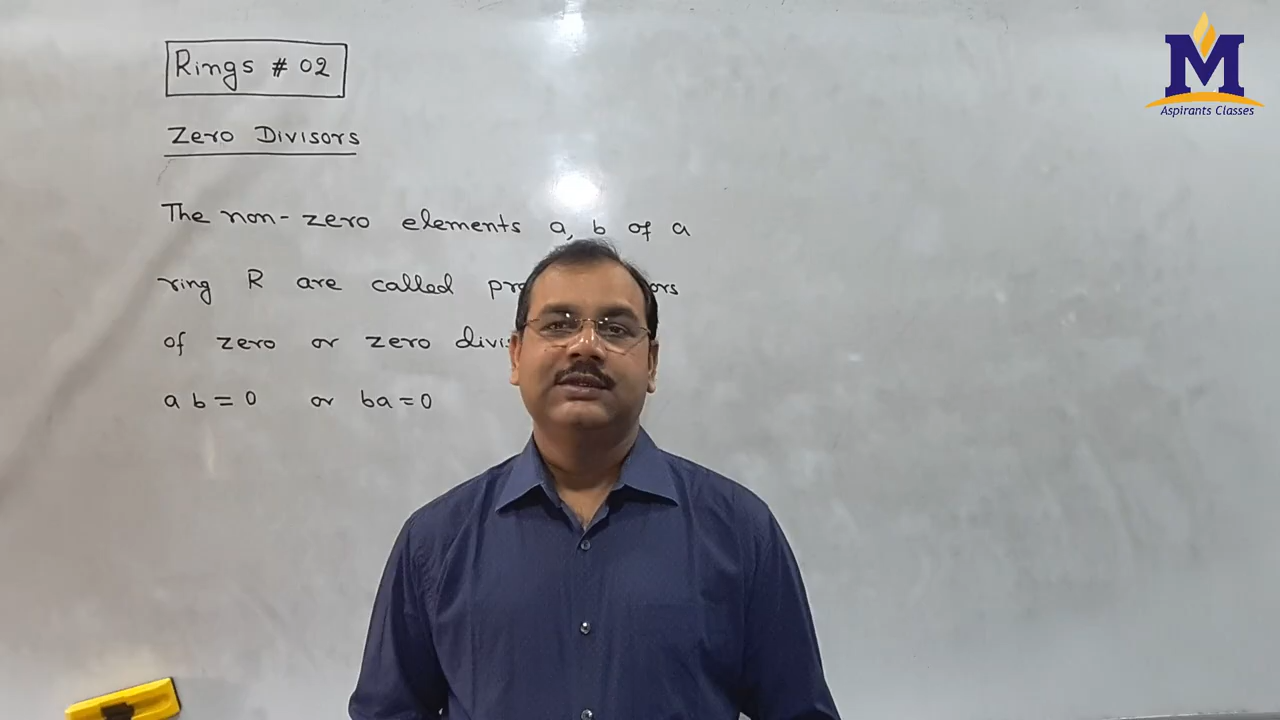 Rings # 02
Zero Divisors
The non-zero elements a, b of a
ring R are called
of zero or zero
ab = 0 or ba = 0
M
Aspirants Classes